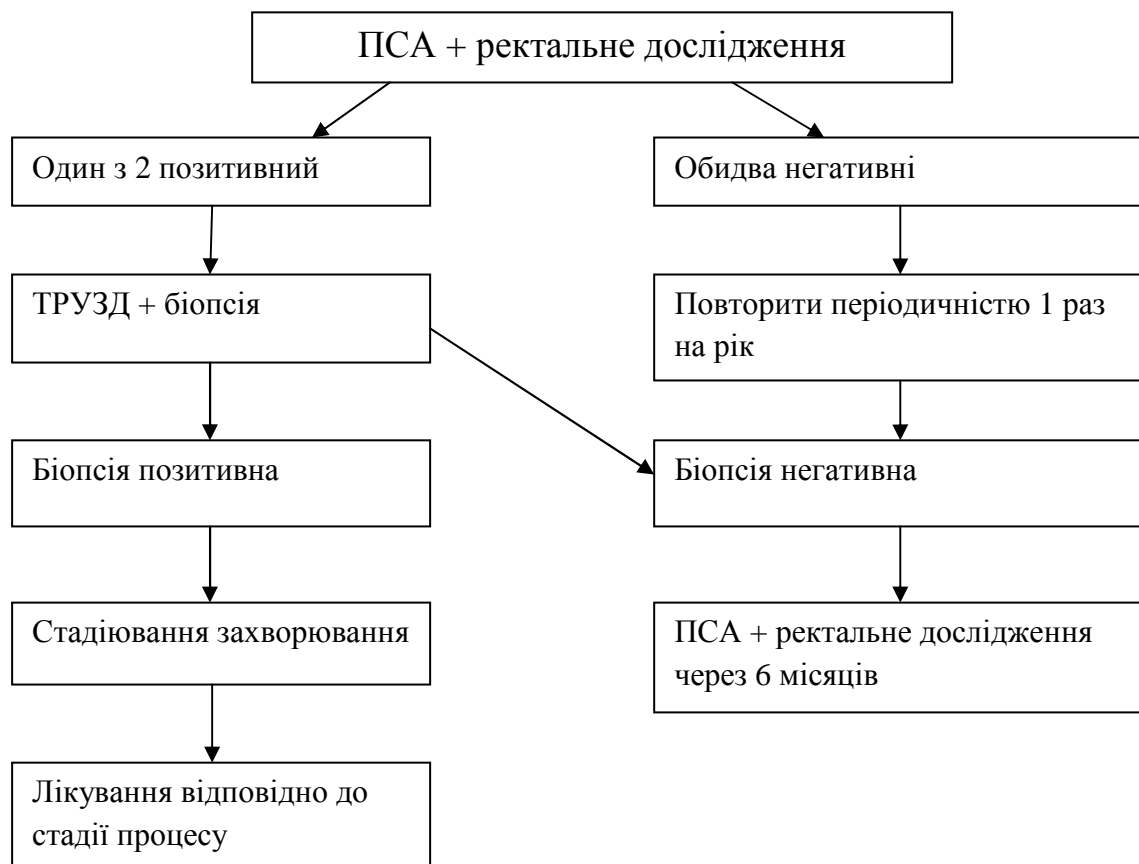 ПСА + ректальне дослідження
Один з 2 позитивний
Обидва негативні
ТРУЗД + біопсія
Повторити періодичністю 1 раз
на рік
Біопсія позитивна
Біопсія негативна
Стадіювання захворювання
ПСА + ректальне дослідження
через 6 місяців
Лікування відповідно до
стадії процесу